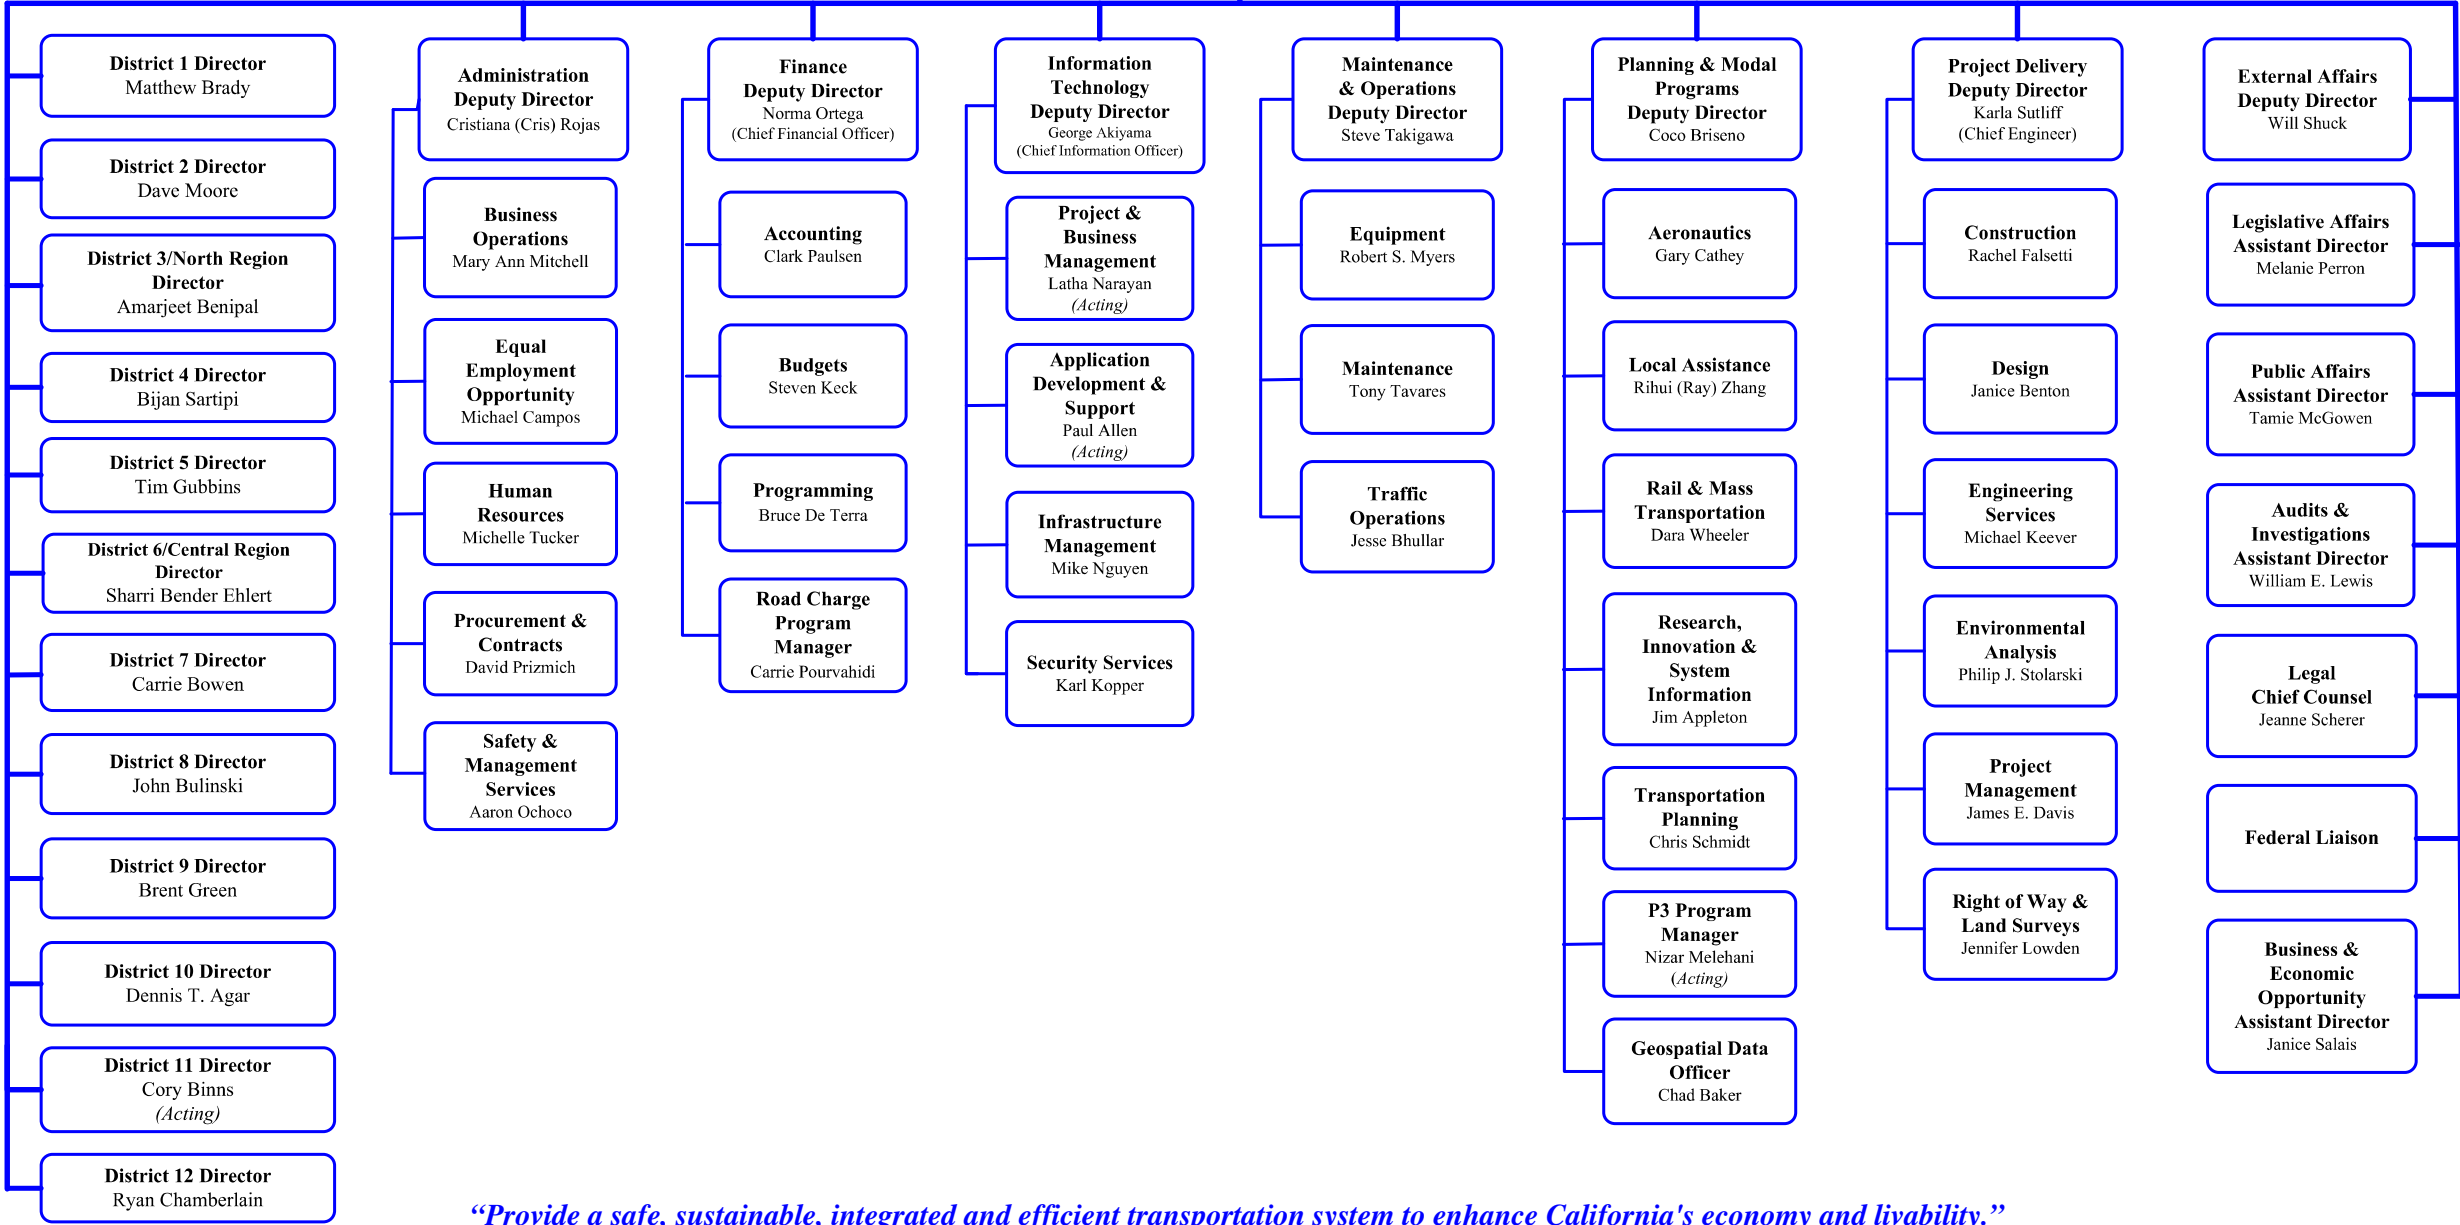 District 1 Director
Matthew Brady
District 2 Director
Dave Moore
District 3/North Region
Director
Amarjeet Benipal
District 4 Director
Bijan Sartipi
District 5 Director
Tim Gubbins
District 6/Central Region
Director
Sharri Bender Ehlert
District 7 Director
Carrie Bowen
District 8 Director
John Bulinski
District 9 Director
Brent Green
District 10 Director
Dennis T. Agar
District 11 Director
Cory Binns
(Acting)
District 12 Director
Ryan Chamberlain
Administration
Deputy Director
Cristiana (Cris) Rojas
Business
Operations
Mary Ann Mitchell
Equal
Employment
Opportunity
Michael Campos
Human
Resources
Michelle Tucker
Procurement &
Contracts
David Prizmich
Safety &
Management
Services
Aaron Ochoco
Finance
Deputy Director
Norma Ortega
(Chief Financial Officer)
Accounting
Clark Paulsen
Budgets
Steven Keck
Programming
Bruce De Terra
Road Charge
Program
Manager
Carrie Pourvahidi
Information
Technology
Deputy Director
George Akiyama
(Chief Information Officer)
Project &
Business
Management
Latha Narayan
(Acting)
Application
Development &
Support
Paul Allen
(Acting)
Infrastructure
Management
Mike Nguyen
Security Services
Karl Kopper
Maintenance
& Operations
Deputy Director
Steve Takigawa
Equipment
Robert S. Myers
Maintenance
Tony Tavares
Traffic
Operations
Jesse Bhullar
Planning & Modal
Programs
Deputy Director
Coco Briseno
Aeronautics
Gary Cathey
Local Assistance
Rihui (Ray) Zhang
Rail & Mass
Transportation
Dara Wheeler
Research,
Innovation &
System
Information
Jim Appleton
Transportation
Planning
Chris Schmidt
P3 Program
Manager
Nizar Melehani
(Acting)
Geospatial Data
Officer
Chad Baker
Project Delivery
Deputy Director
Karla Sutliff
(Chief Engineer)
Construction
Rachel Falsetti
Design
Janice Benton
Engineering
Services
Michael Keever
Environmental
Analysis
Philip J. Stolarski
Project
Management
James E. Davis
Right of Way &
Land Surveys
Jennifer Lowden
External Affairs
Deputy Director
Will Shuck
Legislative Affairs
Assistant Director
Melanie Perron
Public Affairs
Assistant Director
Tamie McGowen
Audits &
Investigations
Assistant Director
William E. Lewis
Legal
Chief Counsel
Jeanne Scherer
Federal Liaison
Business &
Economic
Opportunity
Assistant Director
Janice Salais
“Provide a safe, sustainable, integrated and efficient transportation system to enhance California's economy and livability.”